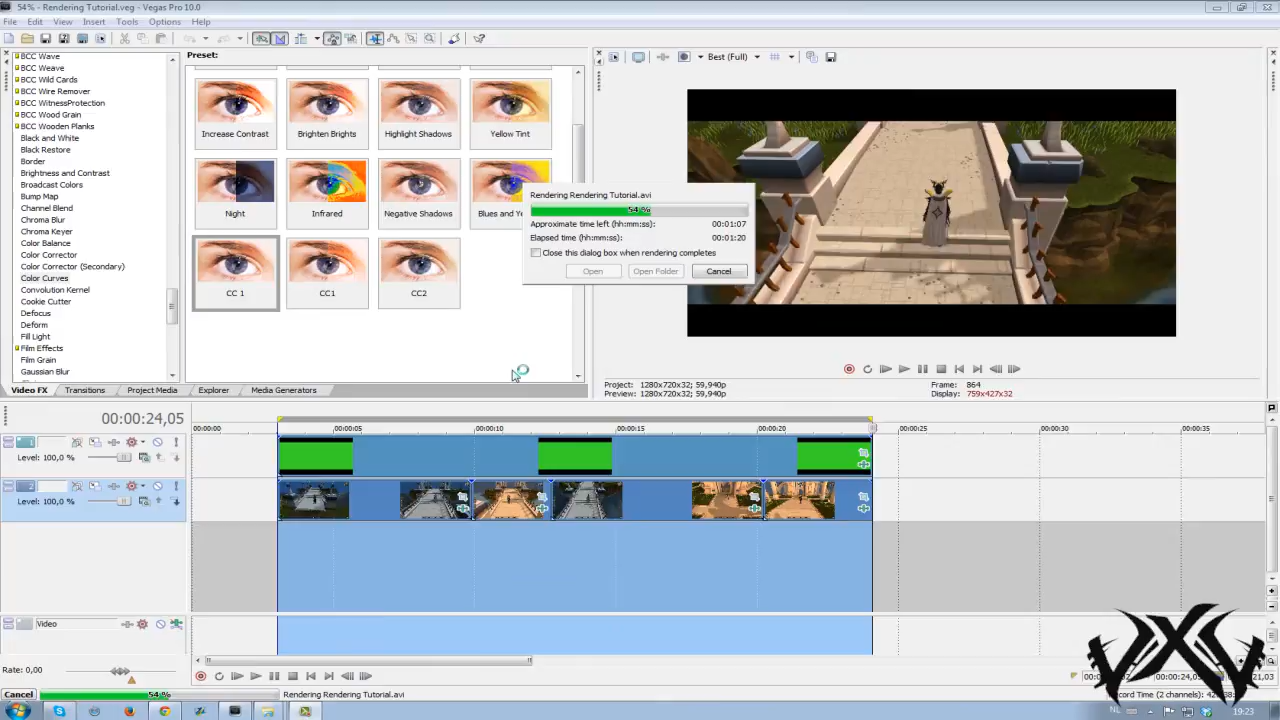 54% - Rendering Tutorial.veg - Vegas Pro 10.0
File Edit View Insert Tools Options Help
BCC Wave
BCC Weave
BCC Wild Cards
BCC Wire Remover
BCC WitnessProtection
BCC Wood Grain
BCC Wooden Planks
Black and White
Black Restore
Border
Brightness and Contrast
Broadcast Colors
Bump Map
Channel Blend
Chroma Blur
Chroma Keyer
Color Balance
Color Corrector
Color Corrector (Secondary)
Color Curves
Convolution Kernel
Cookie Cutter
Defocus
Deform
Fill Light
Film Effects
Film Grain
Gaussian Blur
Preset:
Increase Contrast
Brighten Brights
Highlight Shadows
Yellow Tint
Night
Infrared
Negative Shadows
CC 1
CC1
CC2
Rendering Rendering Tutorial.avi
54 %
Approximate time left (hh:mm:ss): 00:01:07
Elapsed time (hh:mm:ss): 00:01:20
Close this dialog box when rendering completes
Open Open Folder Cancel
Best (Full)
Project: 1280x720x32; 59,940p
Preview: 1280x720x32; 59,940p
Frame: 864
Display: 759x427x32
Video FX Transitions Project Media Explorer Media Generators
00:00:24,05
00:00:00 00:00:05 00:00:10 00:00:15 00:00:20 00:00:25 00:00:30 00:00:35
1
Level: 100,0 %
2
Level: 100,0 %
Video
Rate: 0,00
Cancel 54 % Rendering Rendering Tutorial.avi
NL 19:23